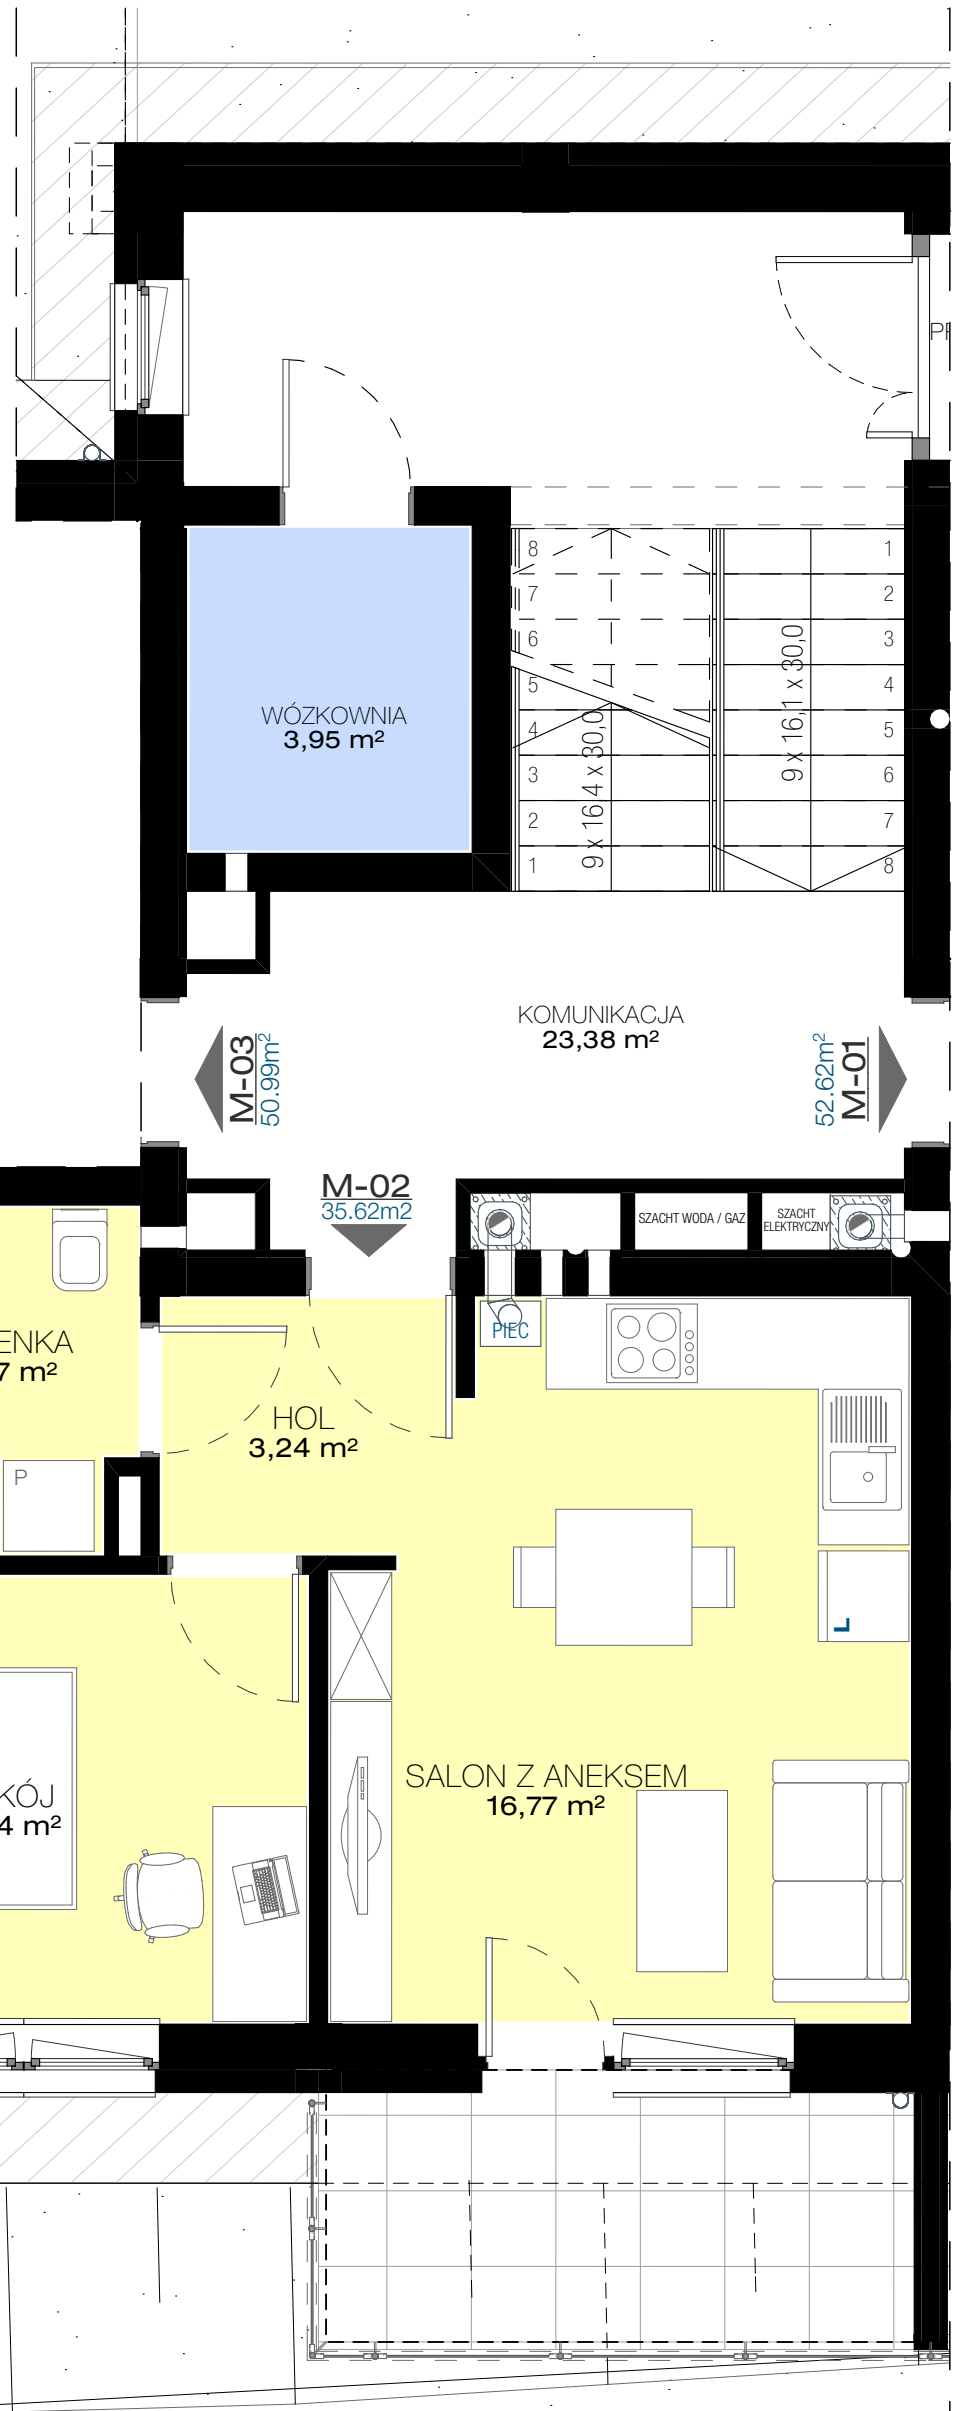 PI
8
7
6
5
4
3
2
1
9 x 16,4 x 30,0
1
2
3
4
5
6
7
8
9 x 16,1 x 30,0
WÓZKOWNIA
3,95 m²
KOMUNIKACJA
23,38 m²
M-03
50.99m²
52.62m²
M-01
M-02
35.62m2
SZACHT WODA / GAZ
SZACHT
ELEKTRYCZNY
PIEC
ENKA
7 m²
HOL
3,24 m²
P
L
KÓJ
4 m²
SALON Z ANEKSEM
16,77 m²